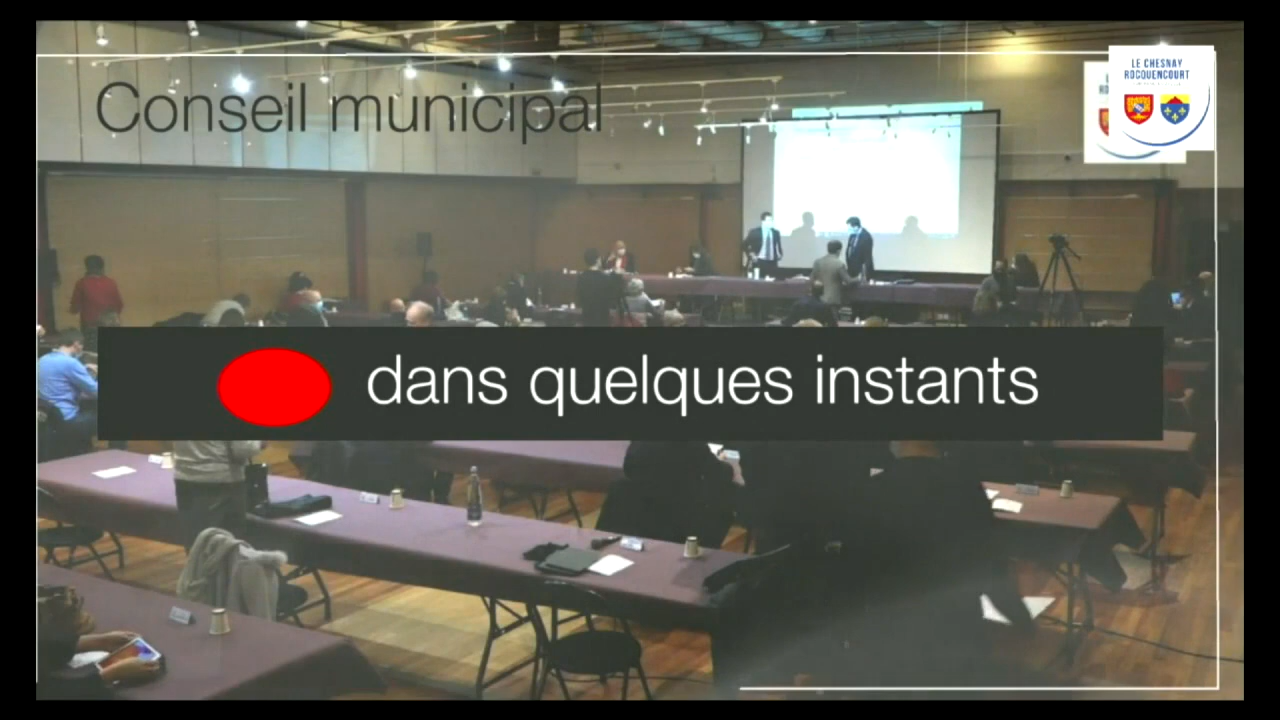 Conseil municipal
LE CHESNAY
ROCQUENCOURT
dans quelques instants